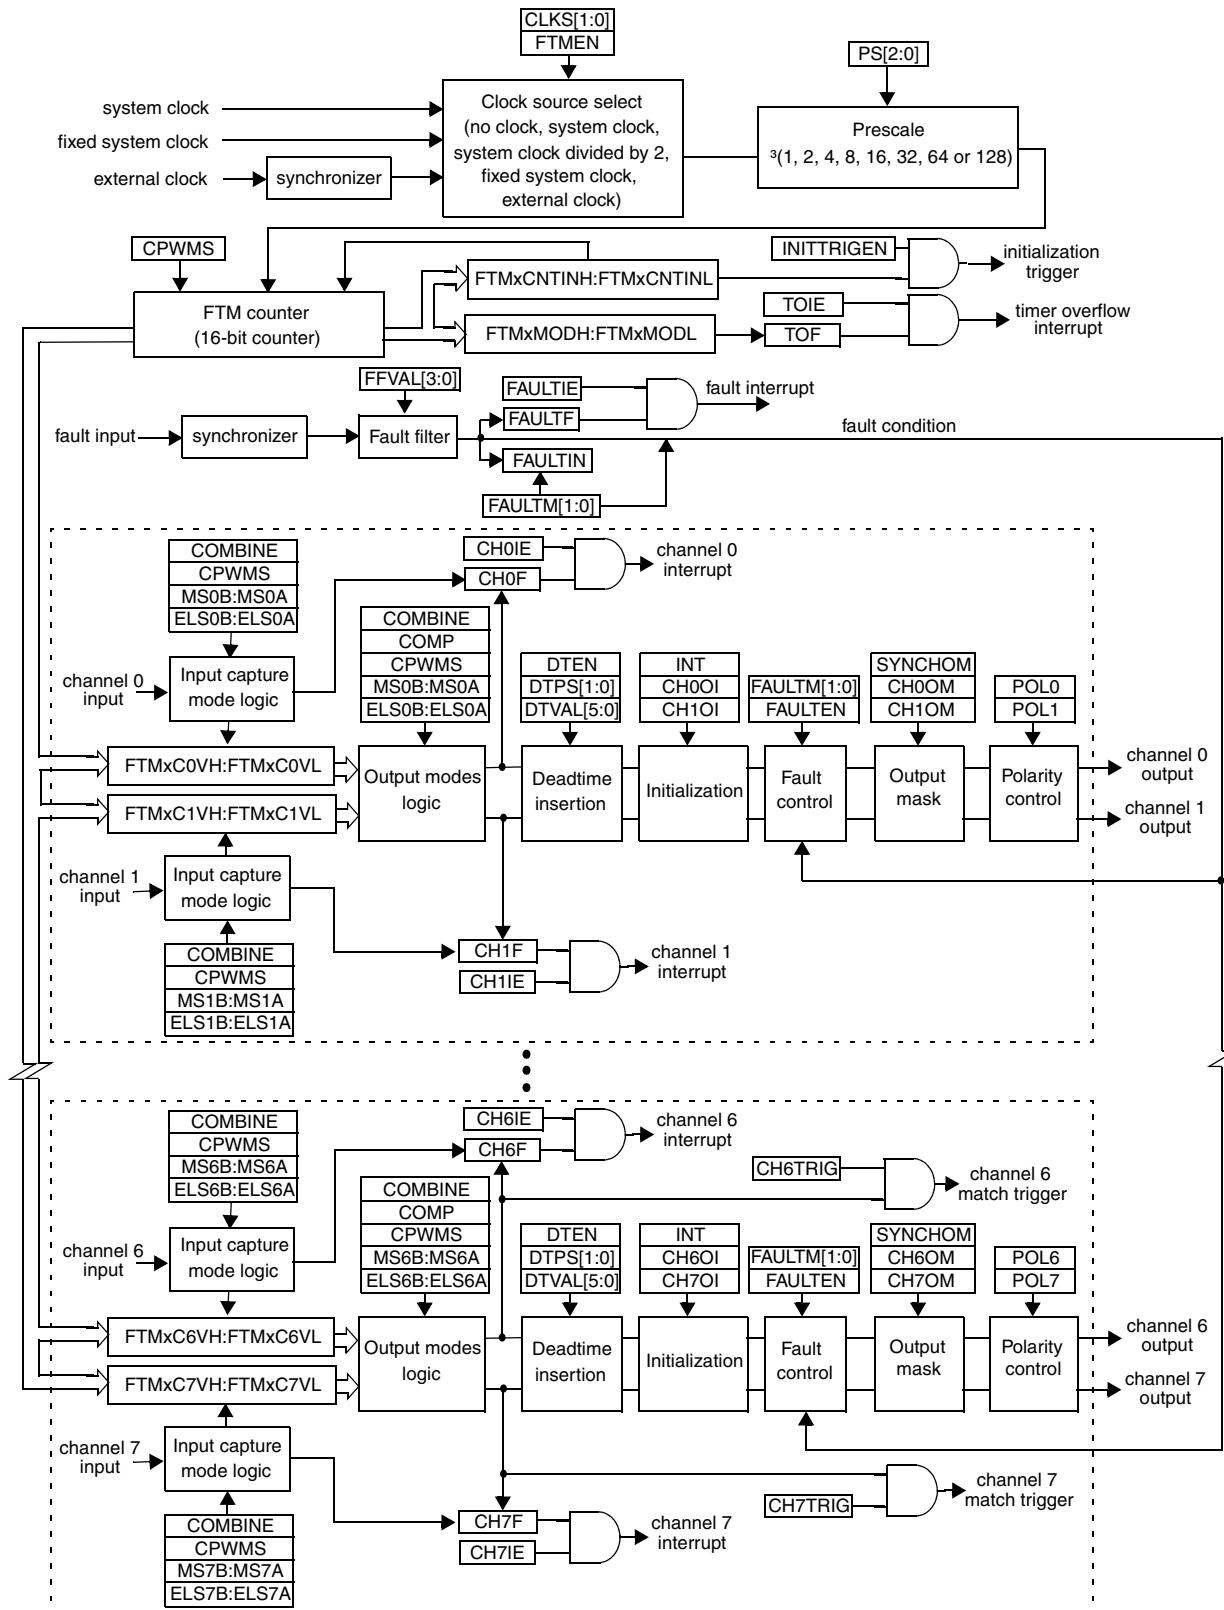 CLKS[1:0]
FTMEN
PS[2:0]
system clock
fixed system clock
external clock
synchronizer
Clock source select
(no clock, system clock,
system clock divided by 2,
fixed system clock,
external clock)
Prescale
³(1, 2, 4, 8, 16, 32, 64 or 128)
CPWMS
FTM counter
(16-bit counter)
FTMxCNTINH:FTMxCNTINL
FTMxMODH:FTMxMODL
INITTRIGEN
initialization
trigger
TOIE
TOF
timer overflow
interrupt
FFVAL[3:0]
fault input
synchronizer
Fault filter
FAULTIE
FAULTF
fault interrupt
fault condition
FAULTIN
FAULTM[1:0]
COMBINE
CPWMS
MS0B:MS0A
ELS0B:ELS0A
CH0IE
CH0F
channel 0
interrupt
channel 0
input
Input capture
mode logic
COMBINE
COMP
CPWMS
MS0B:MS0A
ELS0B:ELS0A
DTEN
DTPS[1:0]
DTVAL[5:0]
INT
CH0OI
CH1OI
FAULTM[1:0]
FAULTEN
SYNCHOM
CH0OM
CH1OM
POL0
POL1
FTMxC0VH:FTMxC0VL
FTMxC1VH:FTMxC1VL
Output modes
logic
Deadtime
insertion
Initialization
Fault
control
Output
mask
Polarity
control
channel 0
output
channel 1
output
channel 1
input
Input capture
mode logic
COMBINE
CPWMS
MS1B:MS1A
ELS1B:ELS1A
CH1F
CH1IE
channel 1
interrupt
COMBINE
CPWMS
MS6B:MS6A
ELS6B:ELS6A
CH6IE
CH6F
channel 6
interrupt
CH6TRIG
channel 6
match trigger
channel 6
input
Input capture
mode logic
COMBINE
COMP
CPWMS
MS6B:MS6A
ELS6B:ELS6A
DTEN
DTPS[1:0]
DTVAL[5:0]
INT
CH6OI
CH7OI
FAULTM[1:0]
FAULTEN
SYNCHOM
CH6OM
CH7OM
POL6
POL7
FTMxC6VH:FTMxC6VL
FTMxC7VH:FTMxC7VL
Output modes
logic
Deadtime
insertion
Initialization
Fault
control
Output
mask
Polarity
control
channel 6
output
channel 7
output
channel 7
input
Input capture
mode logic
COMBINE
CPWMS
MS7B:MS7A
ELS7B:ELS7A
CH7F
CH7IE
channel 7
interrupt
CH7TRIG
channel 7
match trigger